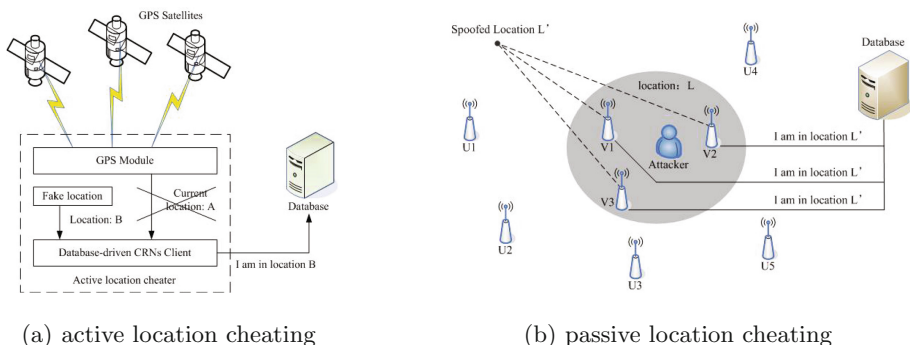 GPS Satellites
GPS Module
Fake location
Current
location: A
Location: B
Database-driven CRNs Client
Active location cheater
Database
I am in location B
(a) active location cheating
Spoofed Location L'
U4
Database
location: L
U1
V1
Attacker
V2
I am in location L'
I am in location L'
V3
I am in location L'
U2
U3
U5
(b) passive location cheating